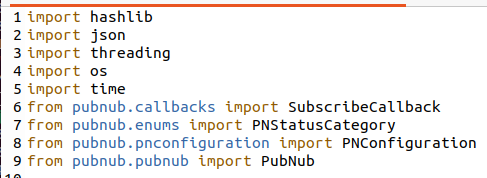 1 import hashlib
2 import json
3 import threading
4 import os
5 import time
6 from pubnub.callbacks import SubscribeCallback
7 from pubnub.enums import PNStatusCategory
8 from pubnub.pnconfiguration import PNConfiguration
9 from pubnub.pubnub import PubNub
10